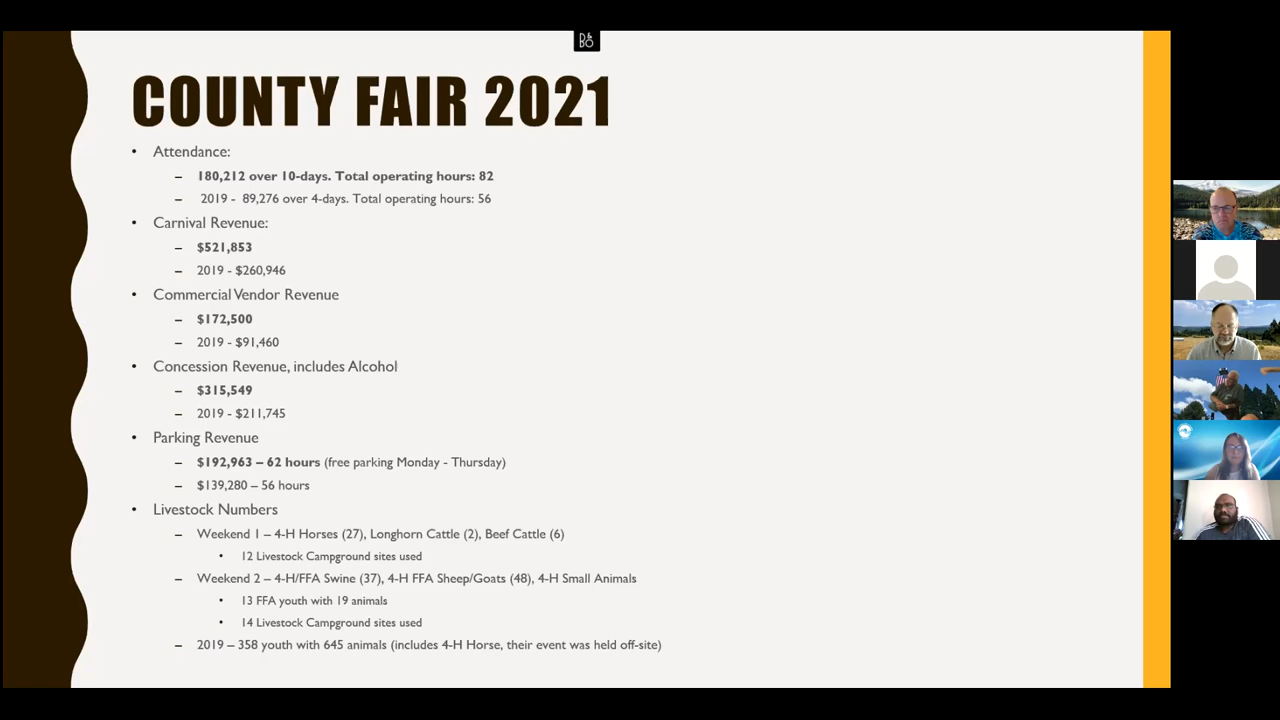 D&
BO
COUNTY FAIR 2021
• Attendance:
– 180,212 over 10-days. Total operating hours: 82
– 2019 - 89,276 over 4-days. Total operating hours: 56
• Carnival Revenue:
– $521,853
– 2019 - $260,946
• Commercial Vendor Revenue
– $172,500
– 2019 - $91,460
• Concession Revenue, includes Alcohol
– $315,549
– 2019 - $211,745
• Parking Revenue
– $192,963 – 62 hours (free parking Monday - Thursday)
– $139,280 – 56 hours
• Livestock Numbers
– Weekend 1 – 4-H Horses (27), Longhorn Cattle (2), Beef Cattle (6)
• 12 Livestock Campground sites used
– Weekend 2 – 4-H/FFA Swine (37), 4-H FFA Sheep/Goats (48), 4-H Small Animals
• 13 FFA youth with 19 animals
• 14 Livestock Campground sites used
– 2019 – 358 youth with 645 animals (includes 4-H Horse, their event was held off-site)